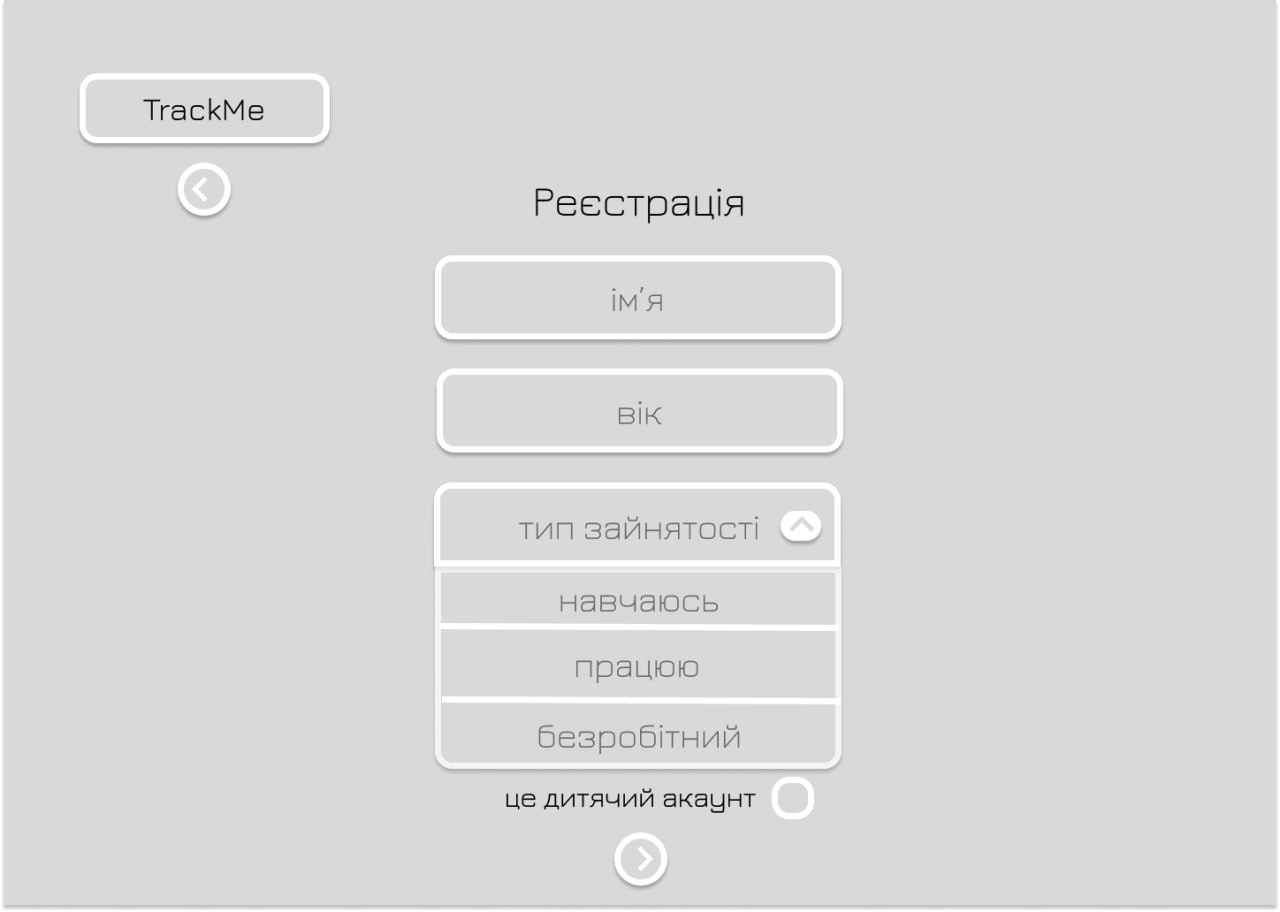 TrackMe
Реєстрація
ім’я
вік
тип зайнятості
навчаюсь
працюю
безробітний
це дитячий акаунт